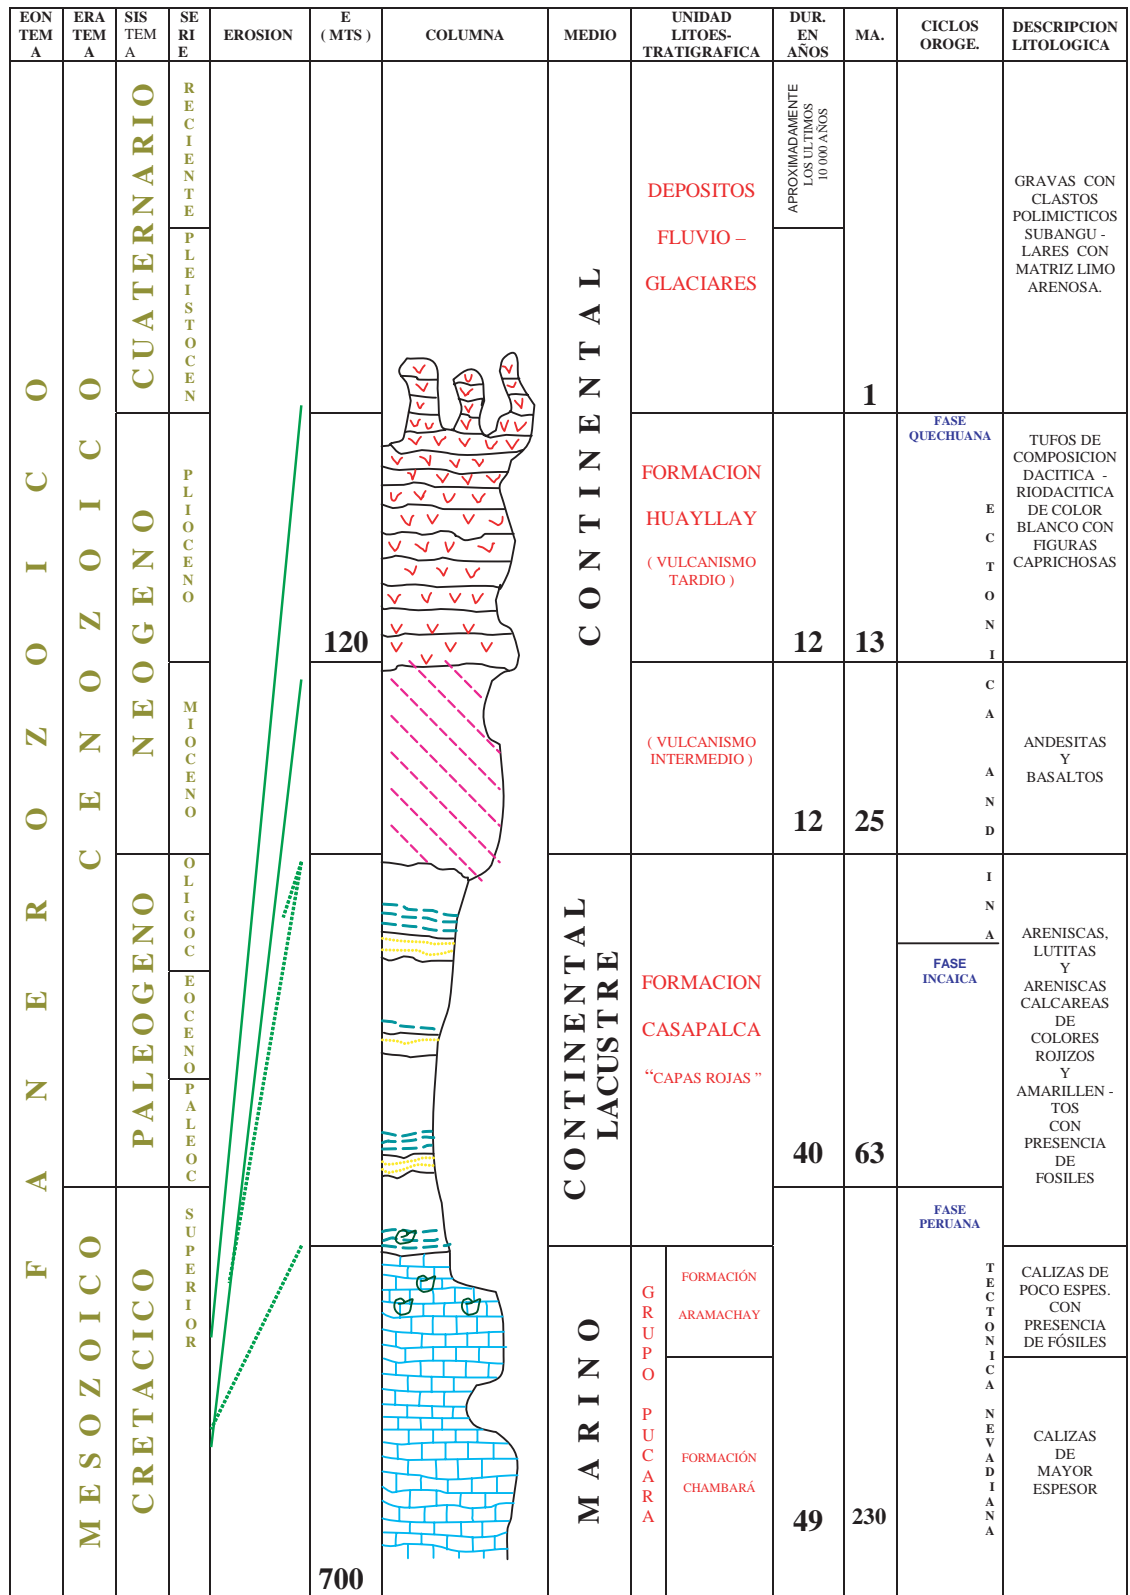 EON
TEM
A
ERA
TEM
A
SIS
TEM
A
SE
RI
E
EROSION
E
( MTS )
COLUMNA
MEDIO
UNIDAD
LITOES-
TRATIGRAFICA
DUR.
EN
AÑOS
MA.
CICLOS
OROGE.
DESCRIPCION
LITOLOGICA
FANEROZOICO
CENOZOICO
MESOZOICO
CUATERNARIO
NEOGENO
PALEOGENO
CRETACICO
RECIENTE
PLEISTOCEN
PLIOCENO
MIOCENO
OLIGOC
EOCENO
PALEOC
SUPERIOR
120
700
CONTINENTAL
CONTINENTAL
LACUSTRE
MARINO
DEPOSITOS
FLUVIO –
GLACIARES
FORMACION
HUAYLLAY
( VULCANISMO
TARDIO )
( VULCANISMO
INTERMEDIO )
FORMACION
CASAPALCA
“CAPAS ROJAS ”
GRUPO PUCARA
FORMACIÓN
ARAMACHAY
FORMACIÓN
CHAMBARÁ
APROXIMADAMENTE
LOS ULTIMOS
10 000 AÑOS
12
12
40
49
1
13
25
63
230
FASE
QUECHUANA
ECTONICA ANDINA
FASE
INCAICA
FASE
PERUANA
TECTONICA NEVADIANA
GRAVAS CON
CLASTOS
POLIMICTICOS
SUBANGU -
LARES CON
MATRIZ LIMO
ARENOSA.
TUFOS DE
COMPOSICION
DACITICA -
RIODACITICA
DE COLOR
BLANCO CON
FIGURAS
CAPRICHOSAS
ANDESITAS
Y
BASALTOS
ARENISCAS,
LUTITAS
Y
ARENISCAS
CALCAREAS
DE
COLORES
ROJIZOS
Y
AMARILLEN -
TOS
CON
PRESENCIA
DE
FOSILES
CALIZAS DE
POCO ESPES.
CON
PRESENCIA
DE FÓSILES
CALIZAS
DE
MAYOR
ESPESOR